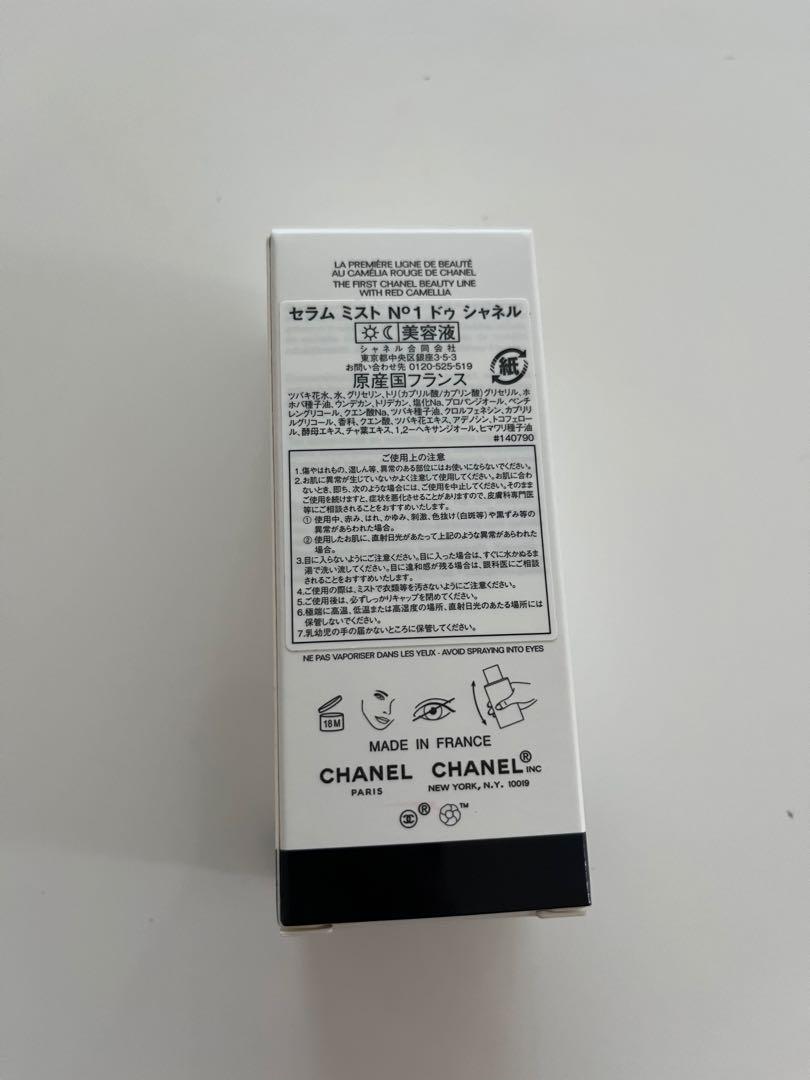 LA PREMIÈRE LIGNE DE BEAUTÉ
AU CAMÉLIA ROUGE DE CHANEL
THE FIRST CHANEL BEAUTY LINE
WITH RED CAMELLIA
セラム ミスト N°1 ドゥ シャネル
美容液
シャネル合同会社
東京都中央区銀座3-5-3
お問い合わせ先 0120-525-519
紙
原産国フランス
ツバキ花水、水、グリセリン、トリ(カプリル酸/カプリン酸)グリセリル、ホ
ホバ種子油、ウンデカン、トリデカン、塩化Na、プロパンジオール、ペンチ
レングリコール、クエン酸Na、ツバキ種子油、クロルフェネシン、カプリリ
ルグリコール、香料、クエン酸、ツバキ花エキス、アデノシン、トコフェロー
ル、酵母エキス、チャ葉エキス、1,2-ヘキサンジオール、ヒマワリ種子油
#140790
ご使用上の注意
1.傷やはれもの、湿しん等、異常のある部位にはお使いにならないでください。
2.お肌に異常が生じていないかよく注意して使用してください。お肌に合わ
ないとき、即ち、次のような場合には、ご使用を中止してください。そのまま
ご使用を続けますと、症状を悪化させることがありますので、皮膚科専門医
等にご相談されることをおすすめいたします。
① 使用中、赤み、はれ、かゆみ、刺激、色抜け(白斑等)や黒ずみ等の
異常があらわれた場合。
② 使用したお肌に、直射日光があたって上記のような異常があらわれた
場合。
3.目に入らないようにご注意ください。目に入った場合は、すぐに水かぬるま
湯で洗い流してください。目に違和感が残る場合は、眼科医にご相談
されることをおすすめいたします。
4.ご使用の際は、ミストで衣類等を汚さないようにご注意ください。
5.ご使用後は、必ずしっかりキャップを閉めてください。
6.極端に高温、低温または高湿度の場所、直射日光のあたる場所には
保管しないでください。
7.乳幼児の手の届かないところに保管してください。
NE PAS VAPORISER DANS LES YEUX - AVOID SPRAYING INTO EYES
18M
MADE IN FRANCE
CHANEL CHANEL® INC
PARIS NEW YORK, N.Y. 10019
® ™